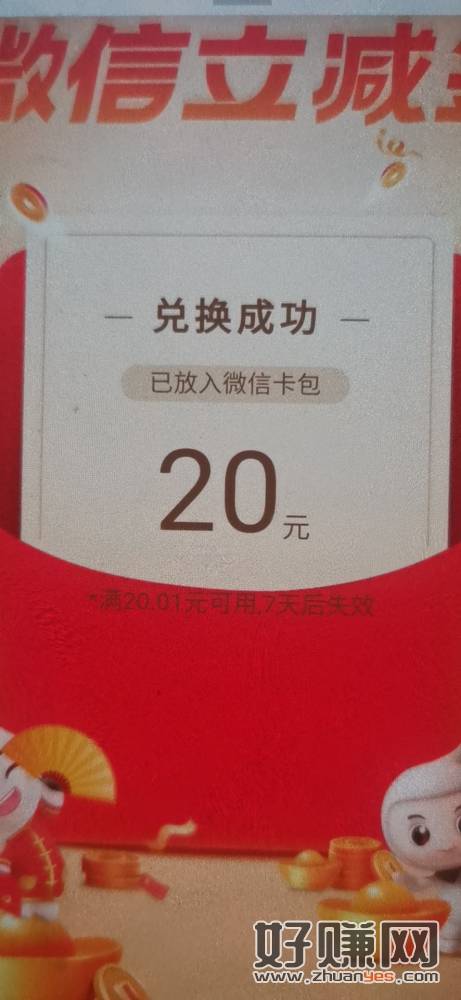 微信立减金
— 兑换成功 —
已放入微信卡包
20元
*满20.01元可用,7天后失效
好赚网
www.zhuanyes.com